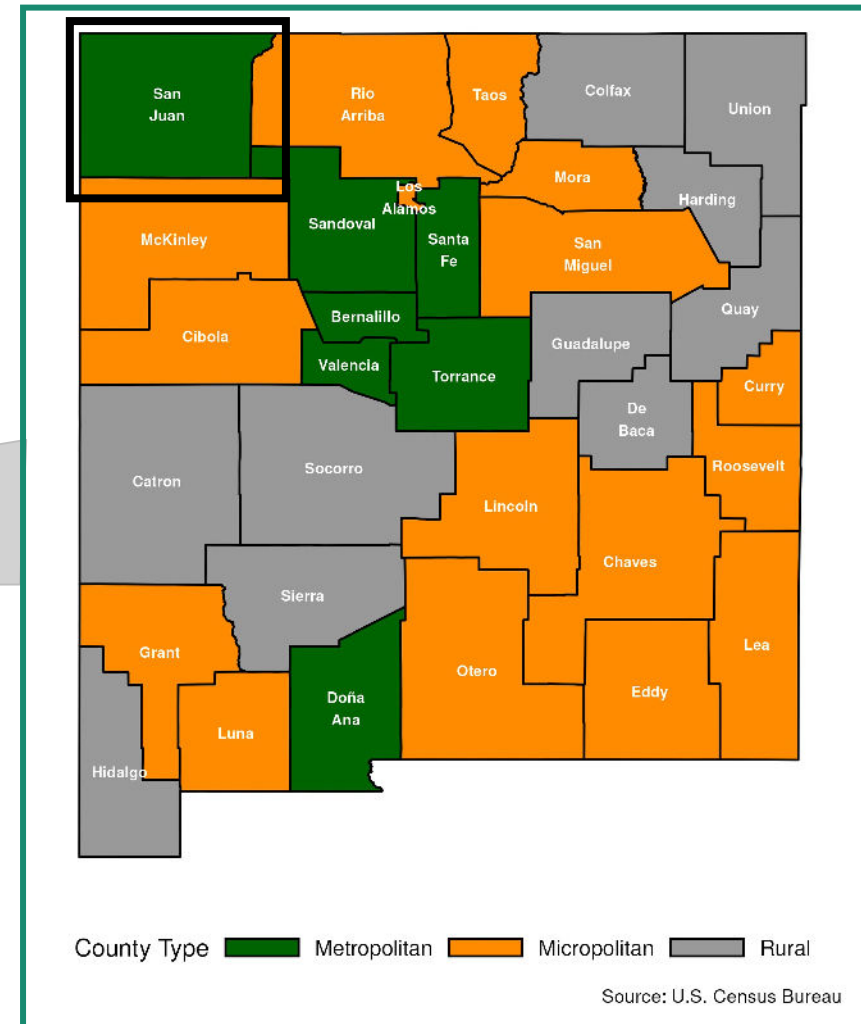 San
Juan
Rio
Arriba
Taos
Colfax
Union
Mora
Harding
Los
Alamos
McKinley
Sandoval
Santa
Fe
San
Miguel
Bernalillo
Quay
Cibola
Guadalupe
Valencia
Torrance
Curry
De
Baca
Roosevelt
Catron
Socorro
Lincoln
Chaves
Sierra
Grant
Otero
Lea
Eddy
Doña
Ana
Luna
Hidalgo
County Type Metropolitan Micropolitan Rural
Source: U.S. Census Bureau